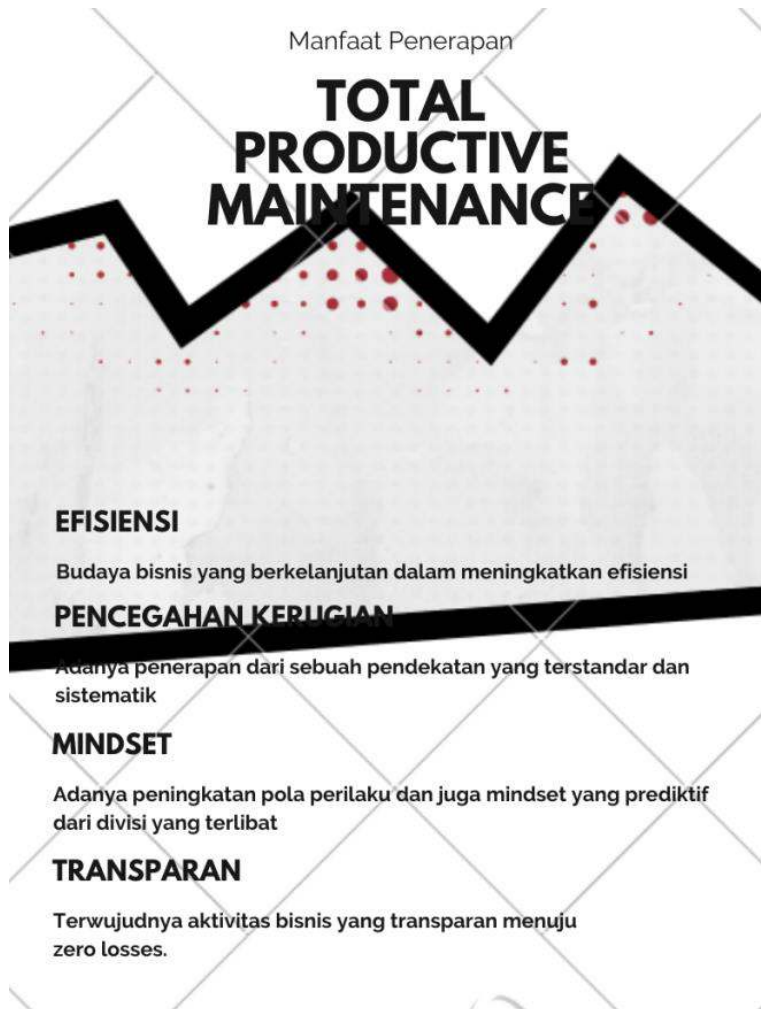 Manfaat Penerapan
TOTAL
PRODUCTIVE
MAINTENANCE
EFISIENSI
Budaya bisnis yang berkelanjutan dalam meningkatkan efisiensi
PENCEGAHAN KERUGIAN
Adanya penerapan dari sebuah pendekatan yang terstandar dan
sistematik
MINDSET
Adanya peningkatan pola perilaku dan juga mindset yang prediktif
dari divisi yang terlibat
TRANSPARAN
Terwujudnya aktivitas bisnis yang transparan menuju
zero losses.